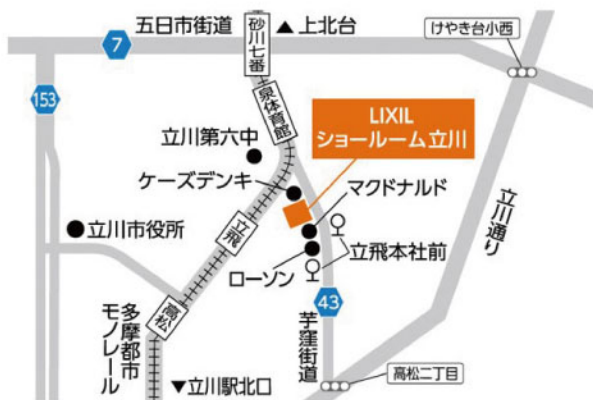 五日市街道
▲上北台
けやき台小西
7
砂川七番
153
泉体育館
LIXIL
ショールーム立川
立川第六中
ケーズデンキ
マクドナルド
立川通り
立川市役所
立飛
立飛本社前
ローソン
43
高松
多摩都市
モノレール
芋窪街道
高松二丁目
▼立川駅北口